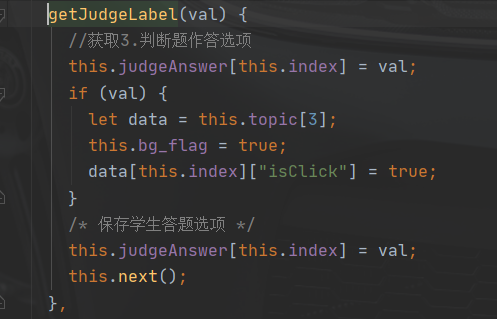 getJudgeLabel(val) {
//获取3.判断题作答选项
this.judgeAnswer[this.index] = val;
if (val) {
let data = this.topic[3];
this.bg_flag = true;
data[this.index]["isClick"] = true;
}
/* 保存学生答题选项 */
this.judgeAnswer[this.index] = val;
this.next();
},